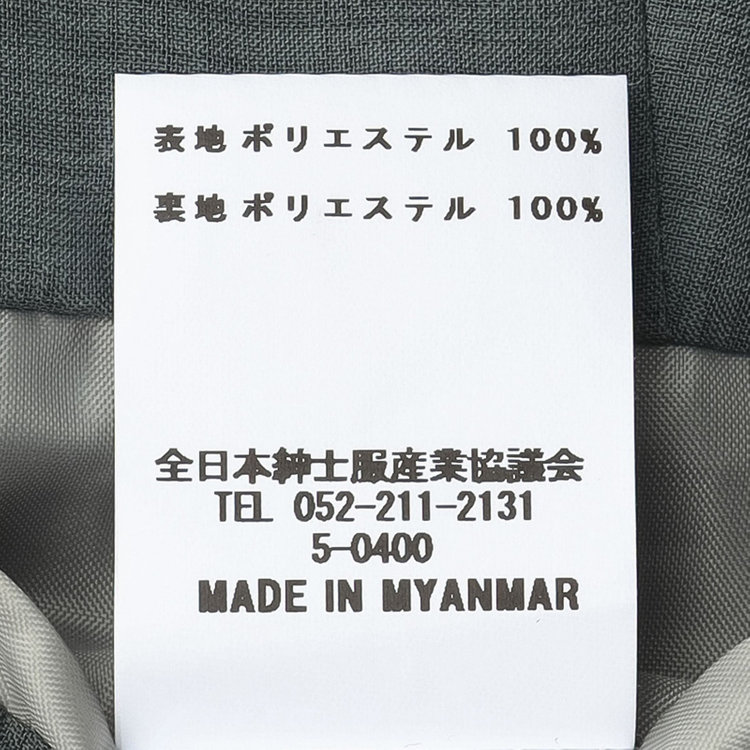 表地 ポリエステル 100%
裏地 ポリエステル 100%
全日本紳士服産業協議会
TEL 052-211-2131
5-0400
MADE IN MYANMAR